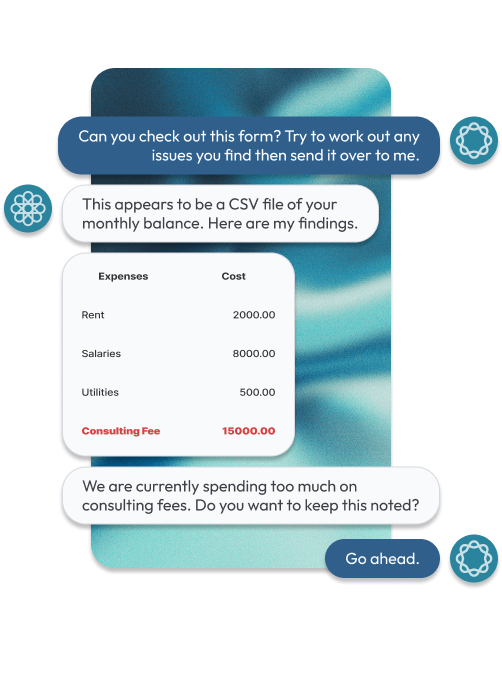 Can you check out this form? Try to work out any
issues you find then send it over to me.
This appears to be a CSV file of your
monthly balance. Here are my findings.
Expenses Cost
Rent 2000.00
Salaries 8000.00
Utilities 500.00
Consulting Fee 15000.00
We are currently spending too much on
consulting fees. Do you want to keep this noted?
Go ahead.